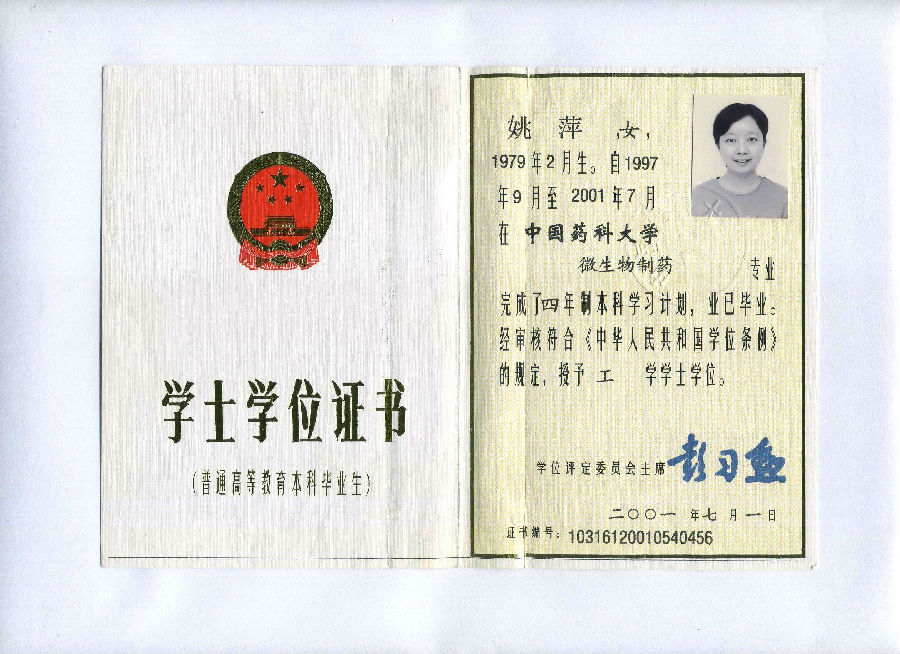 学士学位证书
(普通高等教育本科毕业生)
姚 萍 ,女,
1979年2月生。自1997
年9月至 2001年7月
在 中国药科大学
微生物制药 专业
完成了四年制本科学习计划,业已毕业。
经审核符合《中华人民共和国学位条例》
的规定,授予 工 学学士学位。
学位评定委员会主席
二〇〇一 年 七 月 一 日
证书编号:10316120010540456